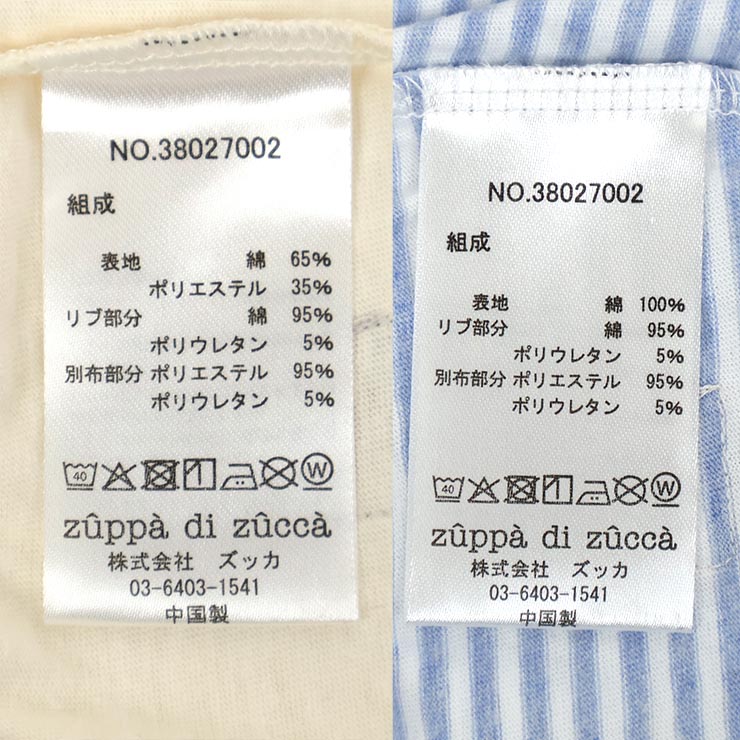 NO.38027002
組成
表地 綿 65%
ポリエステル 35%
リブ部分 綿 95%
ポリウレタン 5%
別布部分 ポリエステル 95%
ポリウレタン 5%
40 W
zûppà di zûccà
株式会社 ズッカ
03-6403-1541
中国製
NO.38027002
組成
表地 綿 100%
リブ部分 綿 95%
ポリウレタン 5%
別布部分 ポリエステル 95%
ポリウレタン 5%
40 W
zûppà di zûccà
株式会社 ズッカ
03-6403-1541
中国製